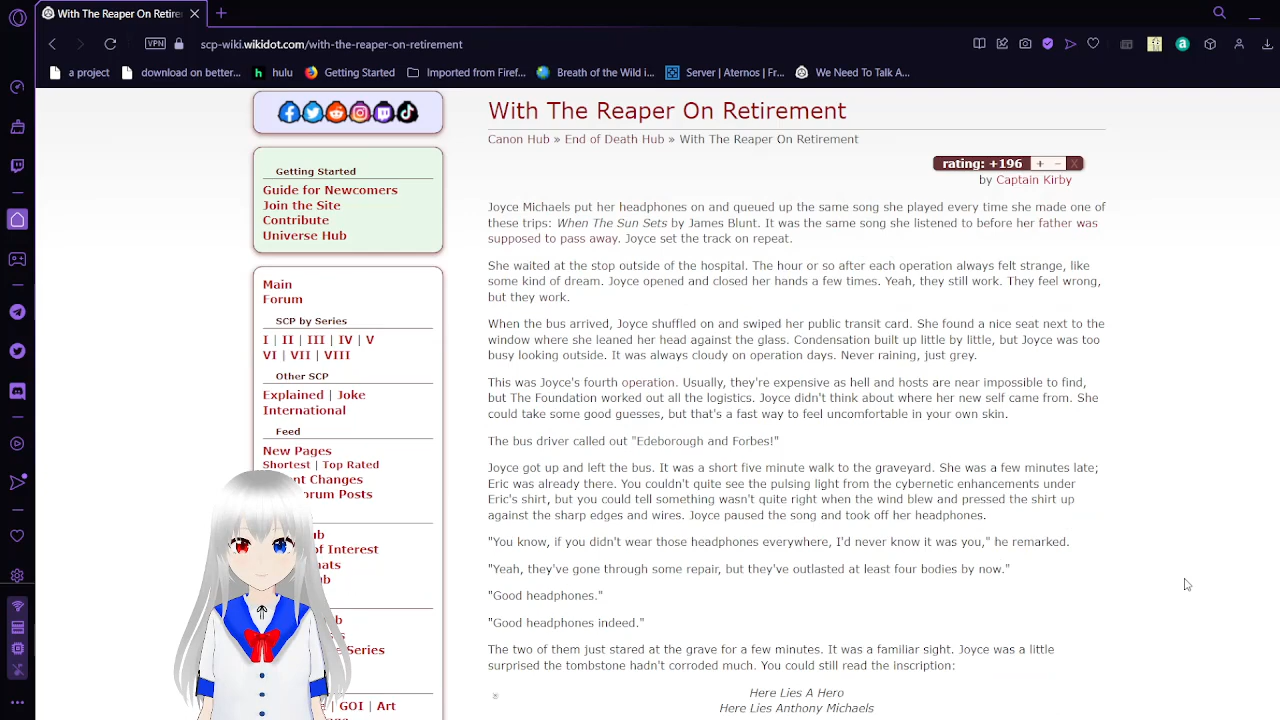 With The Reaper On Retire
VPN
scp-wiki.wikidot.com/with-the-reaper-on-retirement
a project
download on better...
hulu
Getting Started
Imported from Firef...
Breath of the Wild i...
Server | Aternos | Fr...
We Need To Talk A...
Getting Started
Guide for Newcomers
Join the Site
Contribute
Universe Hub
Main
Forum
SCP by Series
I | II | III | IV | V
VI | VII | VIII
Other SCP
Explained | Joke
International
Feed
New Pages
Shortest | Top Rated
nt Changes
orum Posts
ub
of Interest
hats
ub
b
s
e Series
| GOI | Art
With The Reaper On Retirement
Canon Hub » End of Death Hub » With The Reaper On Retirement
rating: +196 + – X
by Captain Kirby
Joyce Michaels put her headphones on and queued up the same song she played every time she made one of
these trips: When The Sun Sets by James Blunt. It was the same song she listened to before her father was
supposed to pass away. Joyce set the track on repeat.
She waited at the stop outside of the hospital. The hour or so after each operation always felt strange, like
some kind of dream. Joyce opened and closed her hands a few times. Yeah, they still work. They feel wrong,
but they work.
When the bus arrived, Joyce shuffled on and swiped her public transit card. She found a nice seat next to the
window where she leaned her head against the glass. Condensation built up little by little, but Joyce was too
busy looking outside. It was always cloudy on operation days. Never raining, just grey.
This was Joyce's fourth operation. Usually, they're expensive as hell and hosts are near impossible to find,
but The Foundation worked out all the logistics. Joyce didn't think about where her new self came from. She
could take some good guesses, but that's a fast way to feel uncomfortable in your own skin.
The bus driver called out "Edeborough and Forbes!"
Joyce got up and left the bus. It was a short five minute walk to the graveyard. She was a few minutes late;
Eric was already there. You couldn't quite see the pulsing light from the cybernetic enhancements under
Eric's shirt, but you could tell something wasn't quite right when the wind blew and pressed the shirt up
against the sharp edges and wires. Joyce paused the song and took off her headphones.
"You know, if you didn't wear those headphones everywhere, I'd never know it was you," he remarked.
"Yeah, they've gone through some repair, but they've outlasted at least four bodies by now."
"Good headphones."
"Good headphones indeed."
The two of them just stared at the grave for a few minutes. It was a familiar sight. Joyce was a little
surprised the tombstone hadn't corroded much. You could still read the inscription:
Here Lies A Hero
Here Lies Anthony Michaels